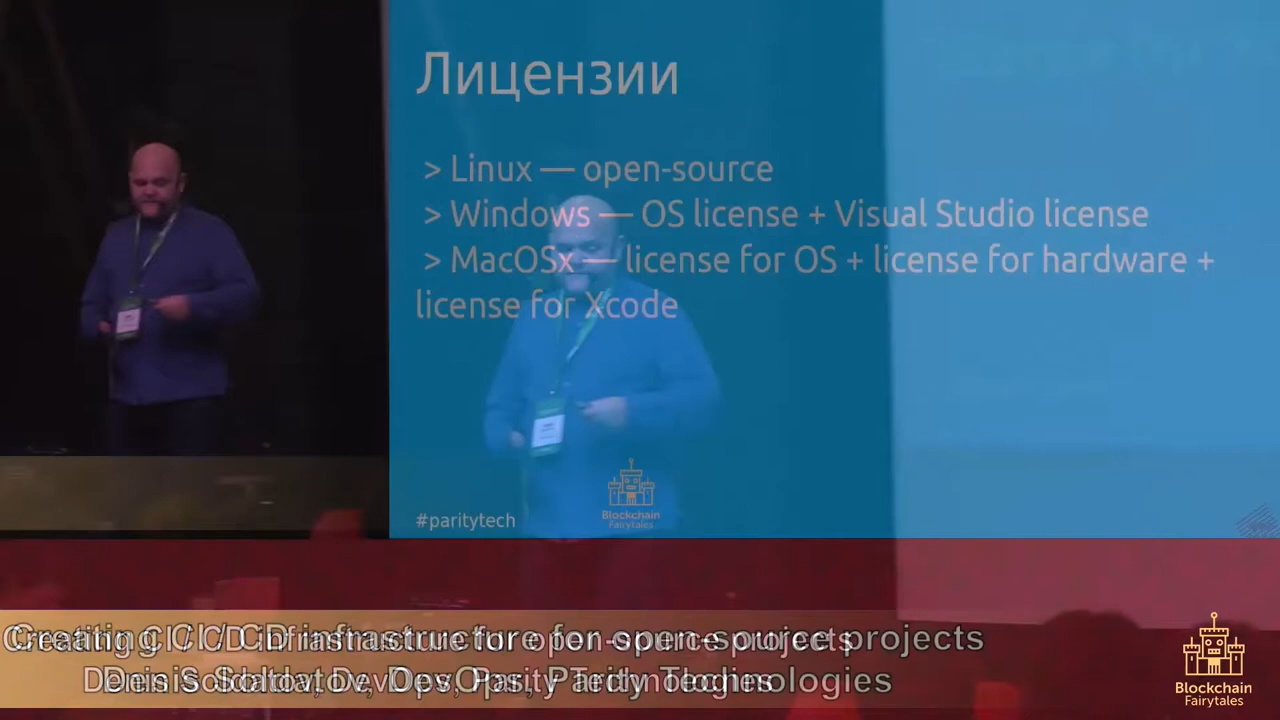 Лицензии
> Linux — open-source
> Windows — OS license + Visual Studio license
> MacOSx — license for OS + license for hardware +
license for Xcode
#paritytech
Blockchain
Fairytales
Creating CI/CD infrastructure for open-source projects
Denis Soldatov, DevOps, Parity Technologies
Blockchain
Fairytales